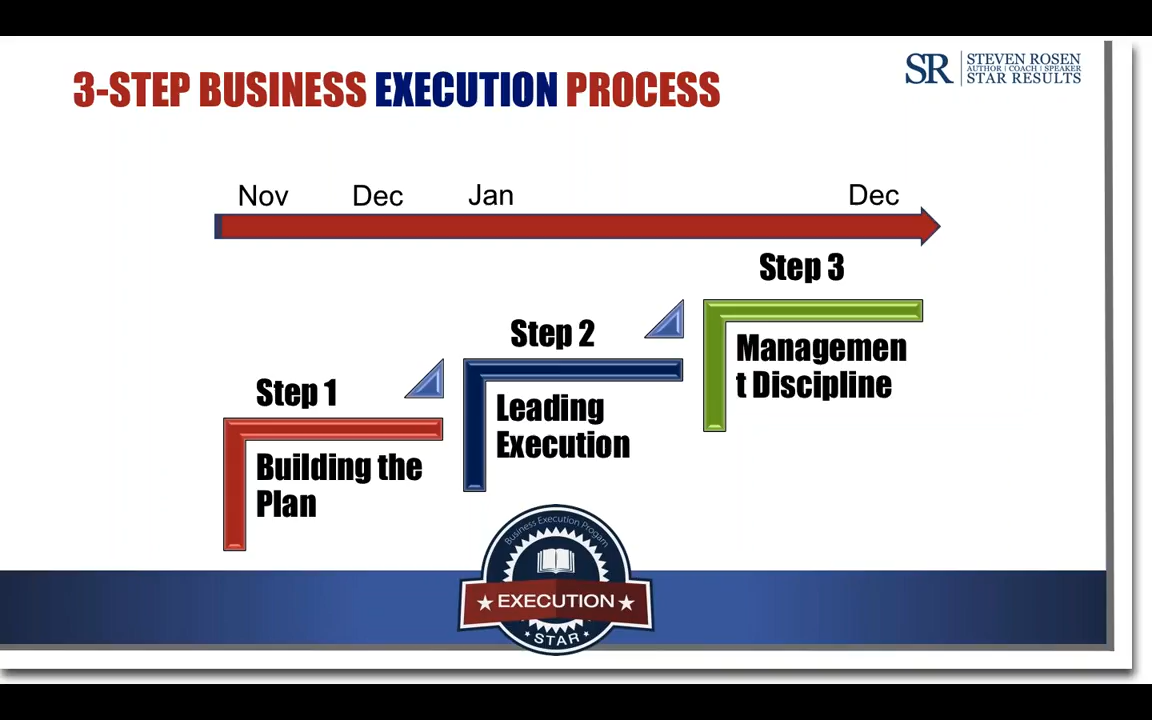 3-STEP BUSINESS EXECUTION PROCESS
SR
STEVEN ROSEN
AUTHOR | COACH | SPEAKER
STAR RESULTS
Nov Dec Jan Dec
Step 3
Managemen
t Discipline
Step 2
Leading
Execution
Step 1
Building the
Plan
Business Execution Progam
★ EXECUTION ★
★ STAR ★